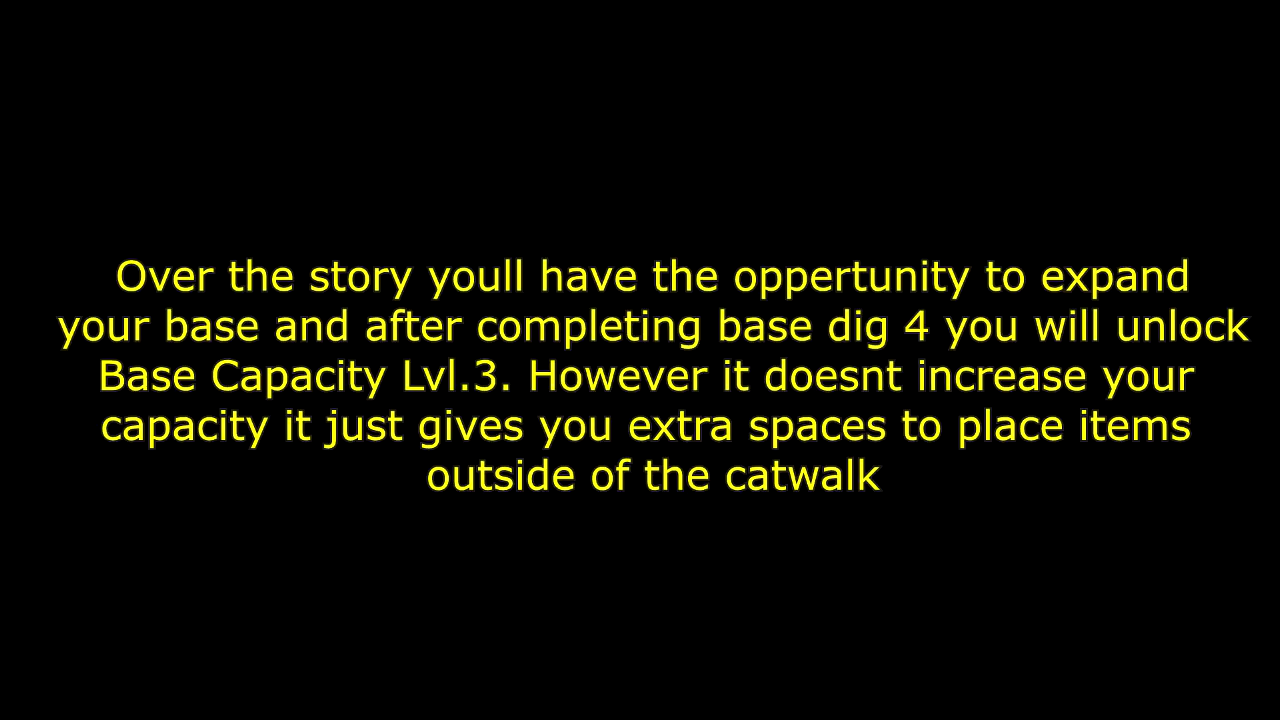 Over the story youll have the oppertunity to expand
your base and after completing base dig 4 you will unlock
Base Capacity Lvl.3. However it doesnt increase your
capacity it just gives you extra spaces to place items
outside of the catwalk